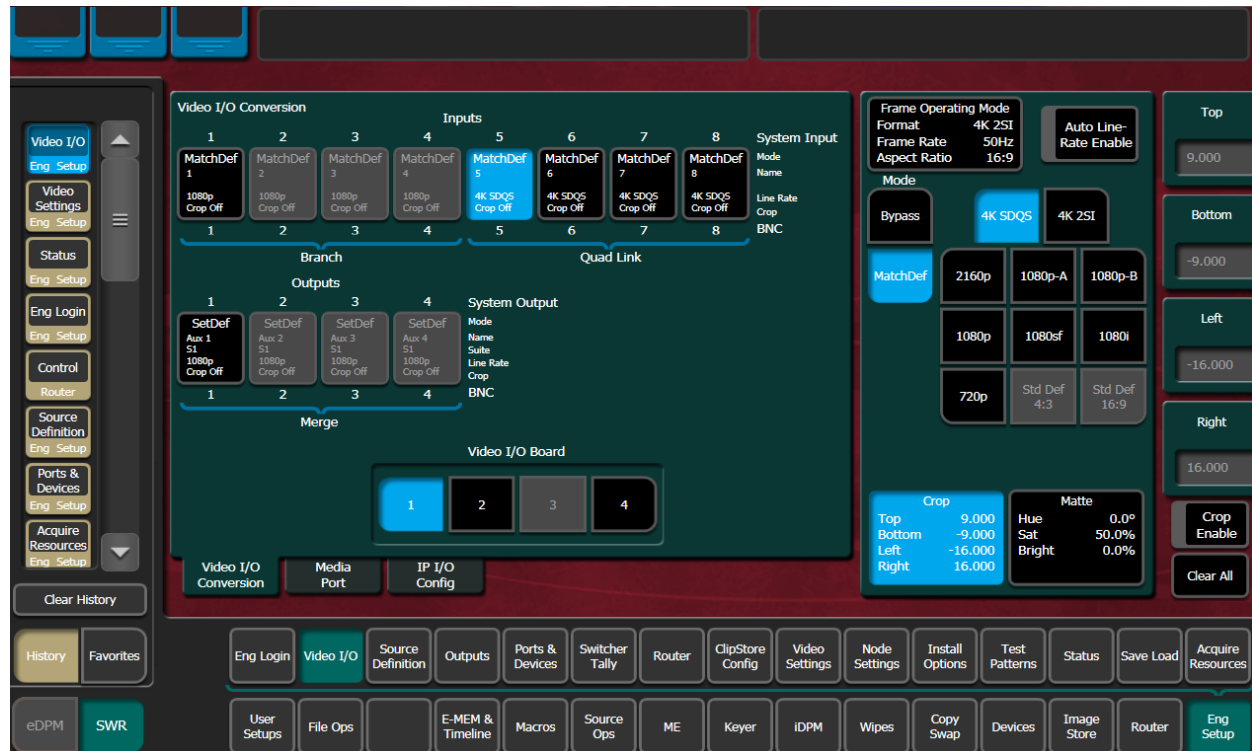 Video I/O
Eng Setup
Video
Settings
Eng Setup
Status
Eng Setup
Eng Login
Eng Setup
Control
Router
Source
Definition
Eng Setup
Ports &
Devices
Eng Setup
Acquire
Resources
Eng Setup
Clear History
History Favorites
eDPM SWR
Video I/O Conversion
Inputs
1 2 3 4 5 6 7 8 System Input
MatchDef MatchDef MatchDef MatchDef MatchDef MatchDef MatchDef MatchDef Mode
1 2 3 4 5 6 7 8 Name
1080p 1080p 1080p 1080p 4K SDQS 4K SDQS 4K SDQS 4K SDQS Line Rate
Crop Off Crop Off Crop Off Crop Off Crop Off Crop Off Crop Off Crop Off Crop
1 2 3 4 5 6 7 8 BNC
Branch Quad Link
Outputs
1 2 3 4 System Output
SetDef SetDef SetDef SetDef Mode
Aux 1 Aux 2 Aux 3 Aux 4 Name
S1 S1 S1 S1 Suite
1080p 1080p 1080p 1080p Line Rate
Crop Off Crop Off Crop Off Crop Off Crop
1 2 3 4 BNC
Merge
Video I/O Board
1 2 3 4
Video I/O
Conversion
Media
Port
IP I/O
Config
Frame Operating Mode
Format 4K 2SI
Frame Rate 50Hz
Aspect Ratio 16:9
Auto Line-
Rate Enable
Mode
Bypass 4K SDQS 4K 2SI
MatchDef 2160p 1080p-A 1080p-B
1080p 1080sf 1080i
720p
Std Def
4:3
Std Def
16:9
Crop
Top 9.000
Bottom -9.000
Left -16.000
Right 16.000
Matte
Hue 0.0º
Sat 50.0%
Bright 0.0%
Top
9.000
Bottom
-9.000
Left
-16.000
Right
16.000
Crop
Enable
Clear All
Eng Login
Video I/O
Source
Definition
Outputs
Ports &
Devices
Switcher
Tally
Router
ClipStore
Config
Video
Settings
Node
Settings
Install
Options
Test
Patterns
Status
Save Load
Acquire
Resources
User
Setups
File Ops
E-MEM &
Timeline
Macros
Source
Ops
ME
Keyer
iDPM
Wipes
Copy
Swap
Devices
Image
Store
Router
Eng
Setup